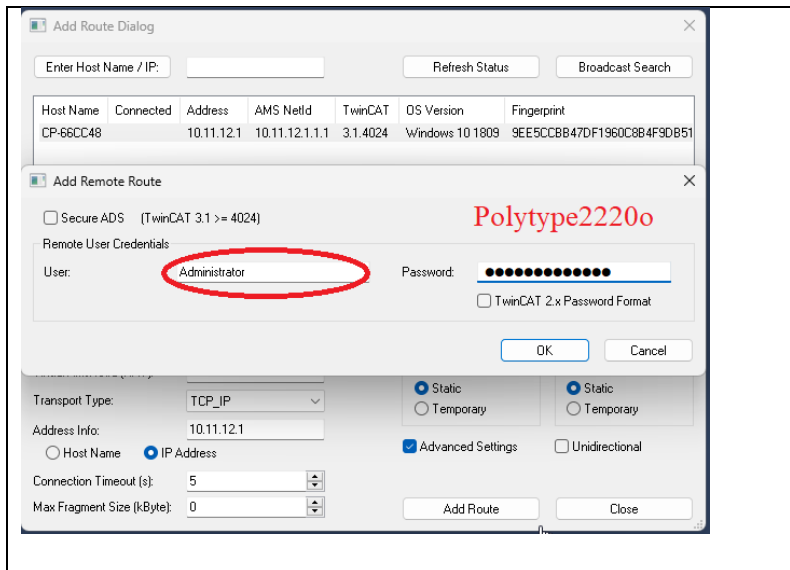 Add Route Dialog
Enter Host Name / IP:
Refresh Status
Broadcast Search
Host Name Connected Address AMS NetId TwinCAT OS Version Fingerprint
CP-66CC48 10.11.12.1 10.11.12.1.1.1 3.1.4024 Windows 10 1809 9EE5CCBB47DF1960C8B4F9DB51
Add Remote Route
Secure ADS (TwinCAT 3.1 >= 4024)
Polytype2220o
Remote User Credentials
User: Administrator Password: ●●●●●●●●●●●●●
TwinCAT 2.x Password Format
OK Cancel
Static Static
Transport Type: TCP_IP Temporary Temporary
Address Info: 10.11.12.1
Host Name IP Address Advanced Settings Unidirectional
Connection Timeout (s): 5
Max Fragment Size (kByte): 0 Add Route Close